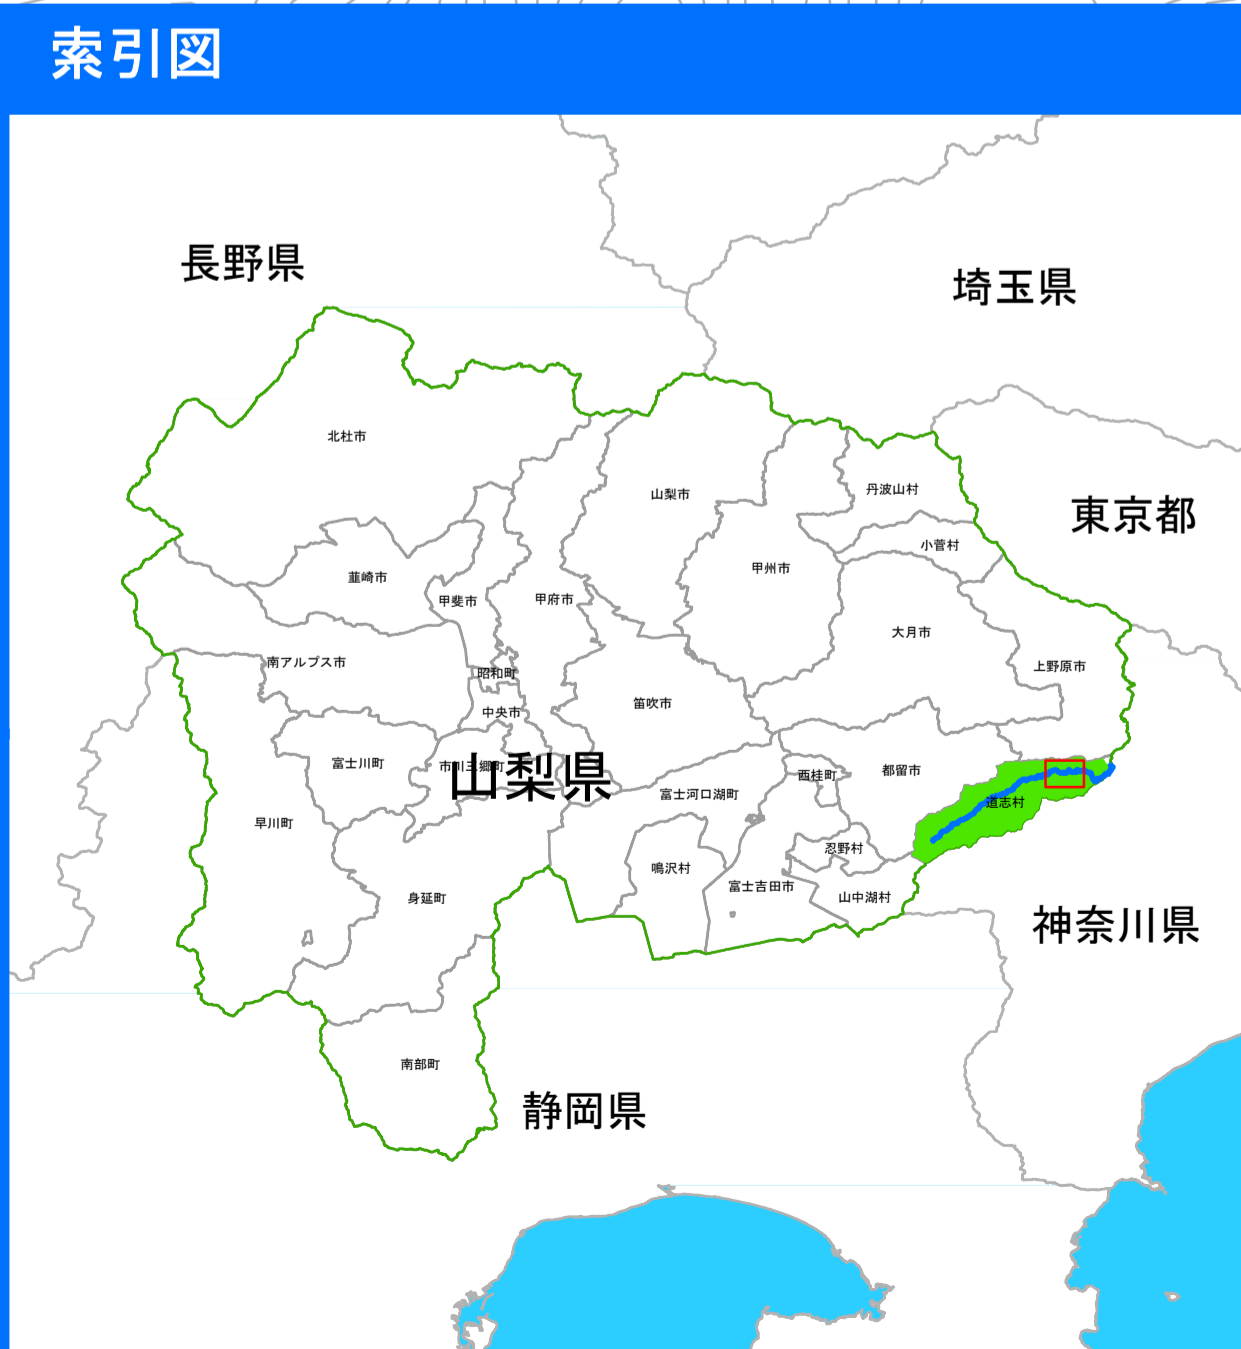 索引図
長野県
埼玉県
北杜市
山梨市
丹波山村
東京都
小菅村
甲州市
韮崎市
甲斐市
甲府市
大月市
南アルプス市
昭和町
上野原市
笛吹市
中央市
富士川町
市川三郷町
山梨県
西桂町
都留市
富士河口湖町
道志村
早川町
忍野村
鳴沢村
富士吉田市
身延町
山中湖村
神奈川県
南部町
静岡県